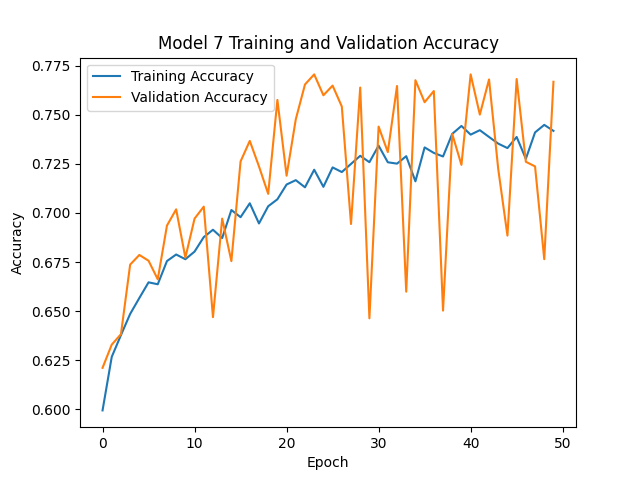 Model 7 Training and Validation Accuracy
Training Accuracy
Validation Accuracy
0.775
0.750
0.725
0.700
0.675
0.650
0.625
0.600
Accuracy
0 10 20 30 40 50
Epoch